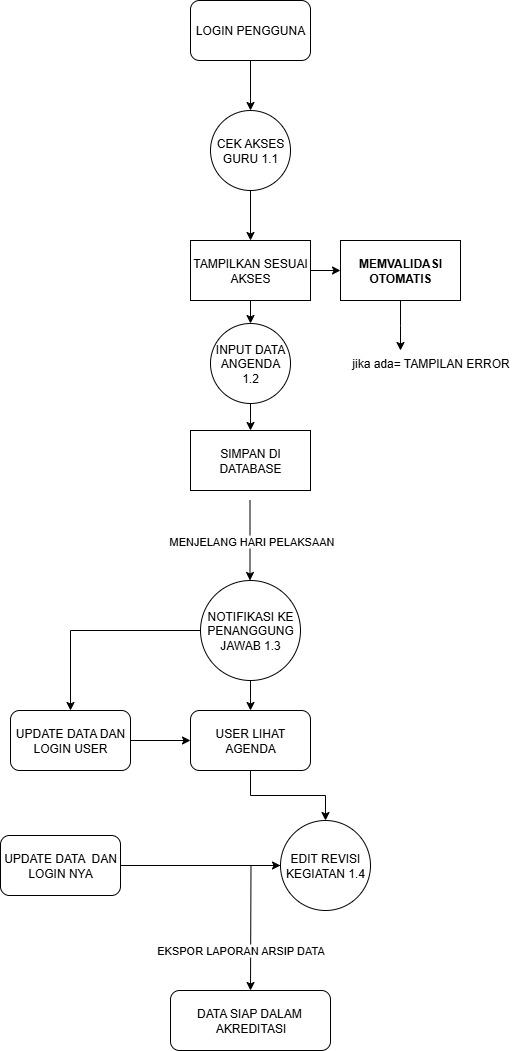 LOGIN PENGGUNA
CEK AKSES
GURU 1.1
TAMPILKAN SESUAI
AKSES
MEMVALIDASI
OTOMATIS
jika ada= TAMPILAN ERROR
INPUT DATA
ANGENDA
1.2
SIMPAN DI
DATABASE
MENJELANG HARI PELAKSAAN
NOTIFIKASI KE
PENANGGUNG
JAWAB 1.3
UPDATE DATA DAN
LOGIN USER
USER LIHAT
AGENDA
UPDATE DATA  DAN
LOGIN NYA
EDIT REVISI
KEGIATAN 1.4
EKSPOR LAPORAN ARSIP DATA
DATA SIAP DALAM
AKREDITASI